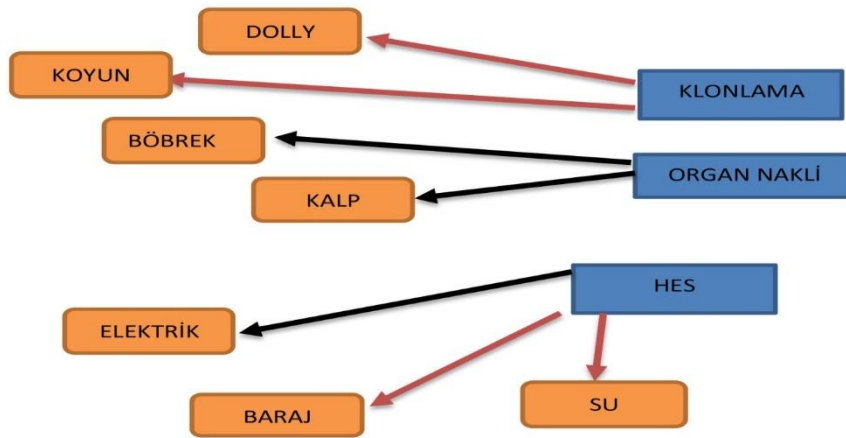 DOLLY
KOYUN
KLONLAMA
BÖBREK
ORGAN NAKLİ
KALP
HES
ELEKTRİK
BARAJ
SU